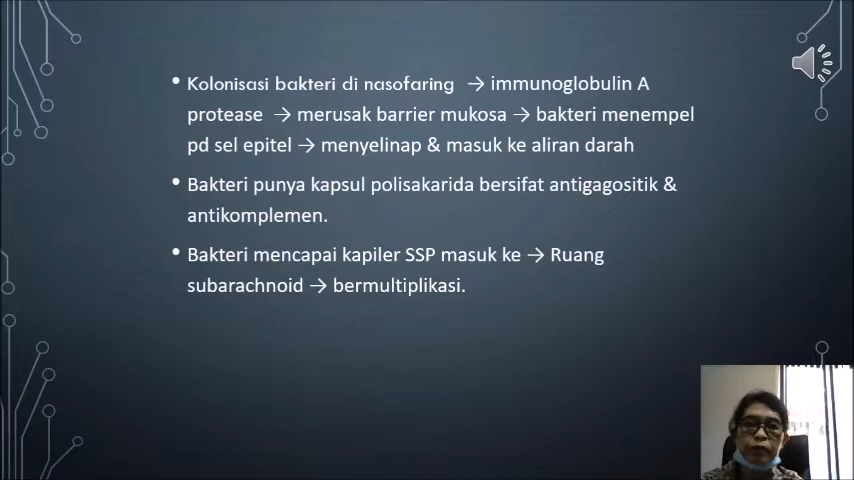 • Kolonisasi bakteri di nasofaring → immunoglobulin A
protease → merusak barrier mukosa → bakteri menempel
pd sel epitel → menyelinap & masuk ke aliran darah
• Bakteri punya kapsul polisakarida bersifat antigagositik &
antikomplemen.
• Bakteri mencapai kapiler SSP masuk ke → Ruang
subarachnoid → bermultiplikasi.